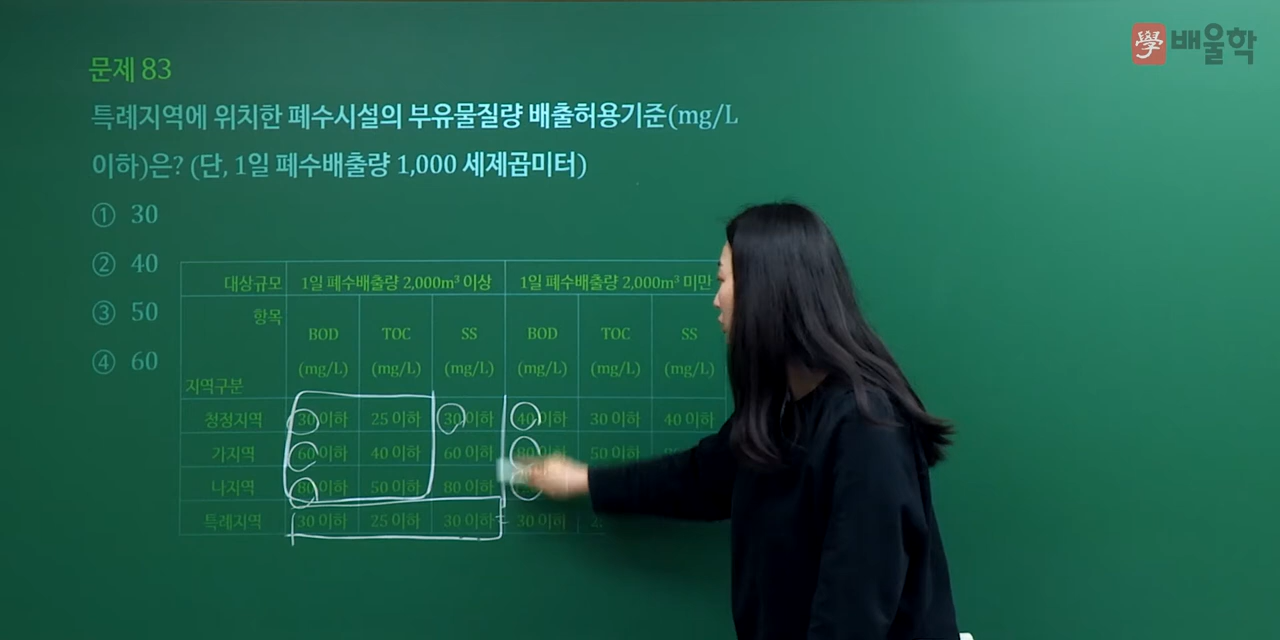 學 배울학
문제 83
특례지역에 위치한 폐수시설의 부유물질량 배출허용기준(mg/L
이하)은? (단, 1일 폐수배출량 1,000 세제곱미터)
① 30
② 40
③ 50
④ 60
대상규모 1일 폐수배출량 2,000m³ 이상 1일 폐수배출량 2,000m³ 미만
항목
지역구분
BOD TOC SS BOD TOC SS
(mg/L) (mg/L) (mg/L) (mg/L) (mg/L) (mg/L)
청정지역 30 이하 25 이하 30 이하 40 이하 30 이하 40 이하
가지역 60 이하 40 이하 60 이하 80 이하 50 이하
나지역 80 이하 50 이하 80 이하
특례지역 30 이하 25 이하 30 이하 30 이하